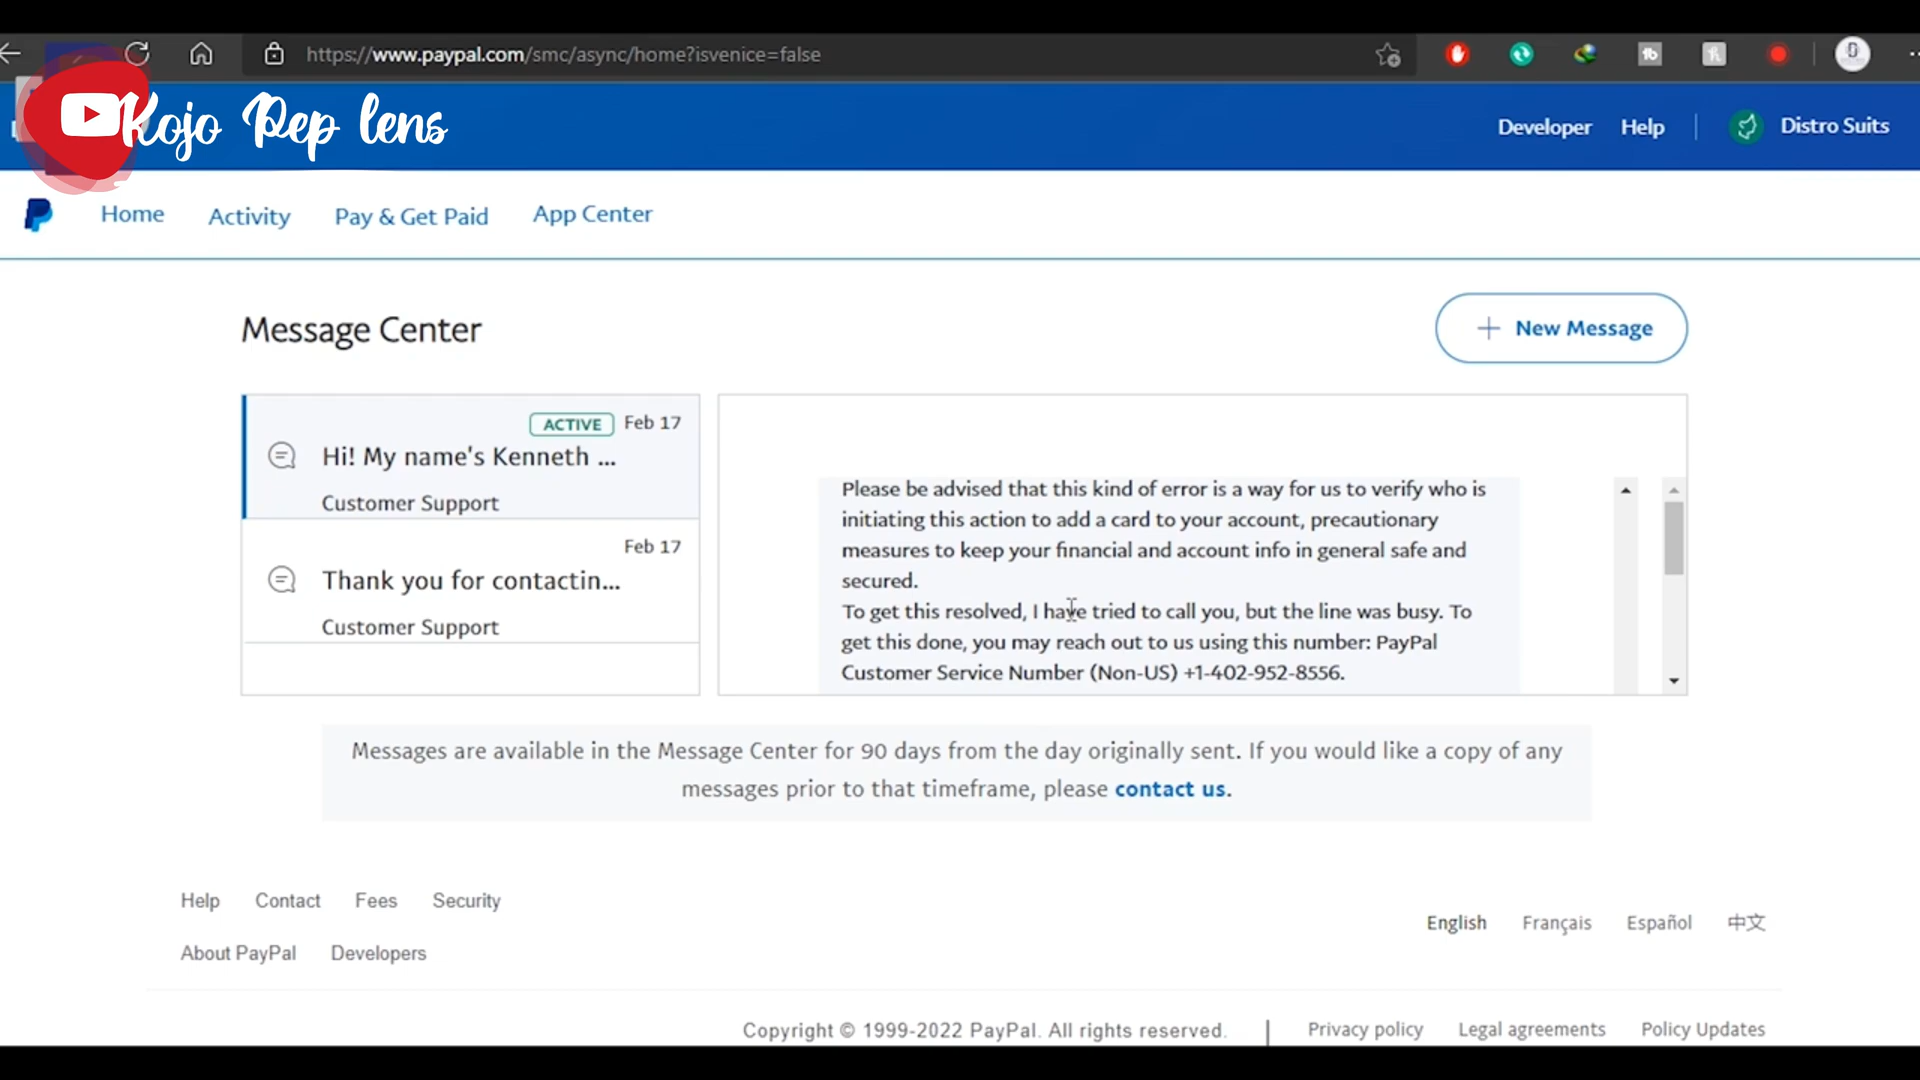 https://www.paypal.com/smc/async/home?isvenice=false
Kojo Pep lens
Developer
Help
Distro Suits
Home
Activity
Pay & Get Paid
App Center
Message Center
New Message
ACTIVE
Feb 17
Hi! My name's Kenneth ...
Customer Support
Feb 17
Thank you for contactin...
Customer Support
Please be advised that this kind of error is a way for us to verify who is
initiating this action to add a card to your account, precautionary
measures to keep your financial and account info in general safe and
secured.
To get this resolved, I have tried to call you, but the line was busy. To
get this done, you may reach out to us using this number: PayPal
Customer Service Number (Non-US) +1-402-952-8556.
Messages are available in the Message Center for 90 days from the day originally sent. If you would like a copy of any
messages prior to that timeframe, please contact us.
Help
Contact
Fees
Security
English
Français
Español
中文
About PayPal
Developers
Copyright © 1999-2022 PayPal. All rights reserved.
Privacy policy
Legal agreements
Policy Updates